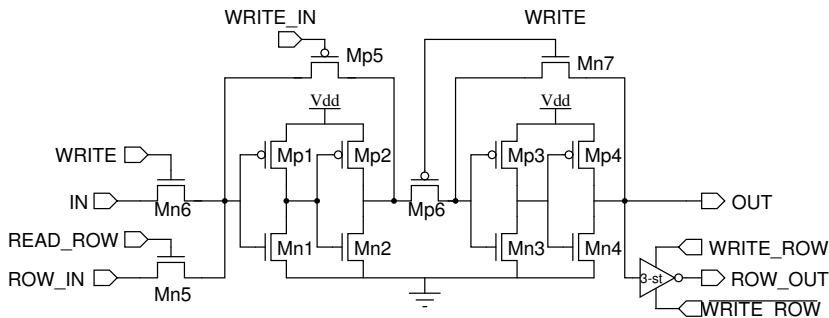 WRITE_IN
WRITE
Mp5
Mn7
Vdd
Vdd
WRITE
Mp1
Mp2
Mp3
Mp4
IN
Mn6
Mp6
OUT
READ_ROW
Mn1
Mn2
Mn3
Mn4
WRITE_ROW
ROW_IN
Mn5
3-st
ROW_OUT
WRITE_ROW